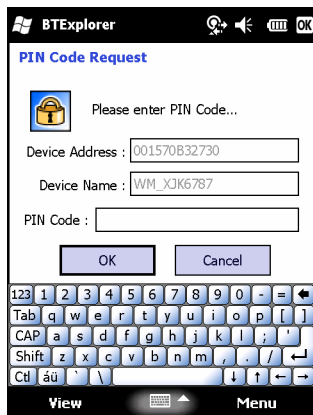 BTExplorer OK
PIN Code Request
Please enter PIN Code...
Device Address : 001570B32730
Device Name : WM_XJK6787
PIN Code :
OK Cancel
123 1 2 3 4 5 6 7 8 9 0 - =
Tab q w e r t y u i o p [ ]
CAP a s d f g h j k l ; '
Shift z x c v b n m , . /
Ctl áü ` \
View Menu